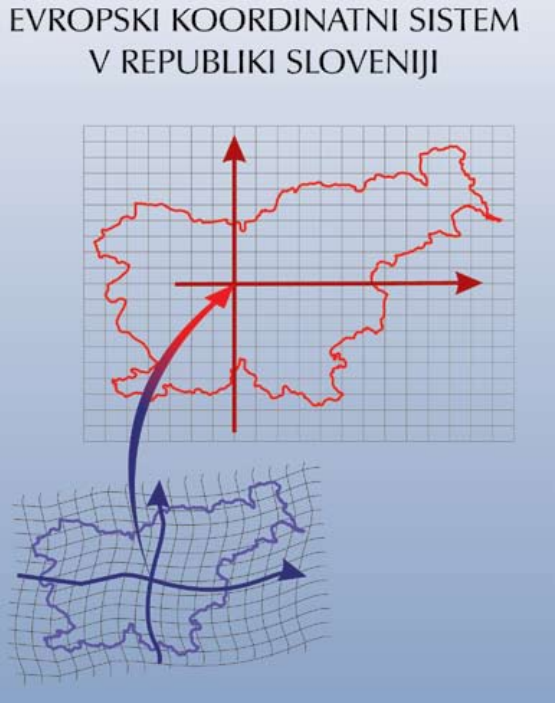 EVROPSKI KOORDINATNI SISTEM
V REPUBLIKI SLOVENIJI